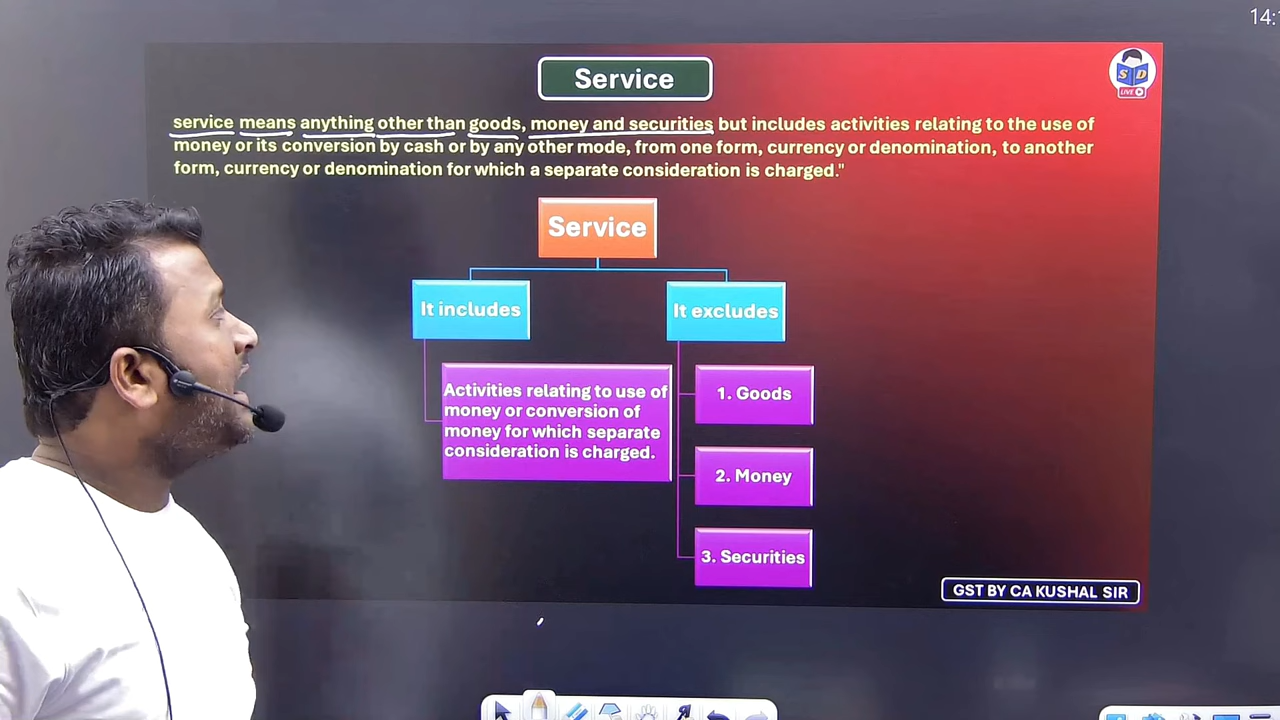 14:
Service
S D
LIVE
service means anything other than goods, money and securities but includes activities relating to the use of
money or its conversion by cash or by any other mode, from one form, currency or denomination, to another
form, currency or denomination for which a separate consideration is charged."
Service
It includes
It excludes
Activities relating to use of
money or conversion of
money for which separate
consideration is charged.
1. Goods
2. Money
3. Securities
GST BY CA KUSHAL SIR